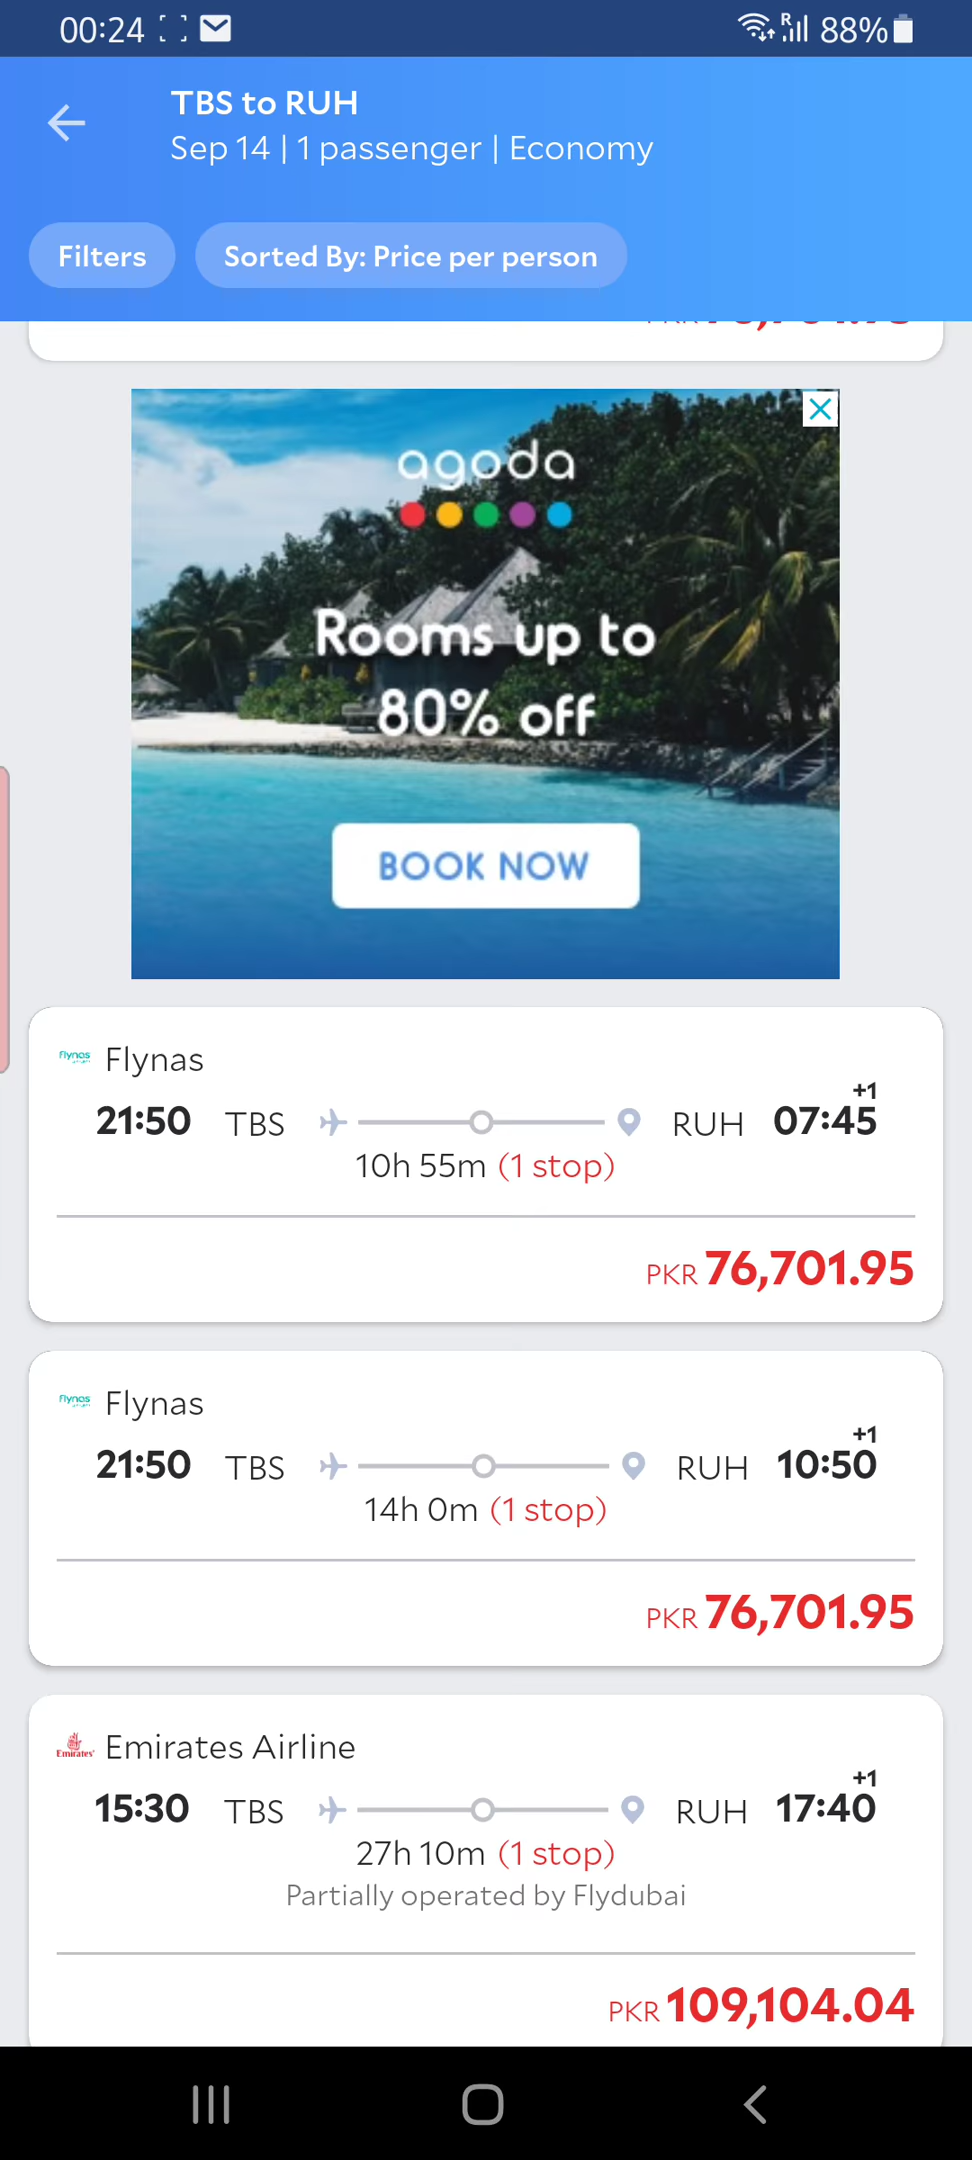 00:24
R
88%
TBS to RUH
Sep 14 | 1 passenger | Economy
Filters
Sorted By: Price per person
agoda
Rooms up to
80% off
BOOK NOW
flynas Flynas
+1
21:50 TBS RUH 07:45
10h 55m (1 stop)
PKR 76,701.95
flynas Flynas
+1
21:50 TBS RUH 10:50
14h 0m (1 stop)
PKR 76,701.95
Emirates Emirates Airline
+1
15:30 TBS RUH 17:40
27h 10m (1 stop)
Partially operated by Flydubai
PKR 109,104.04